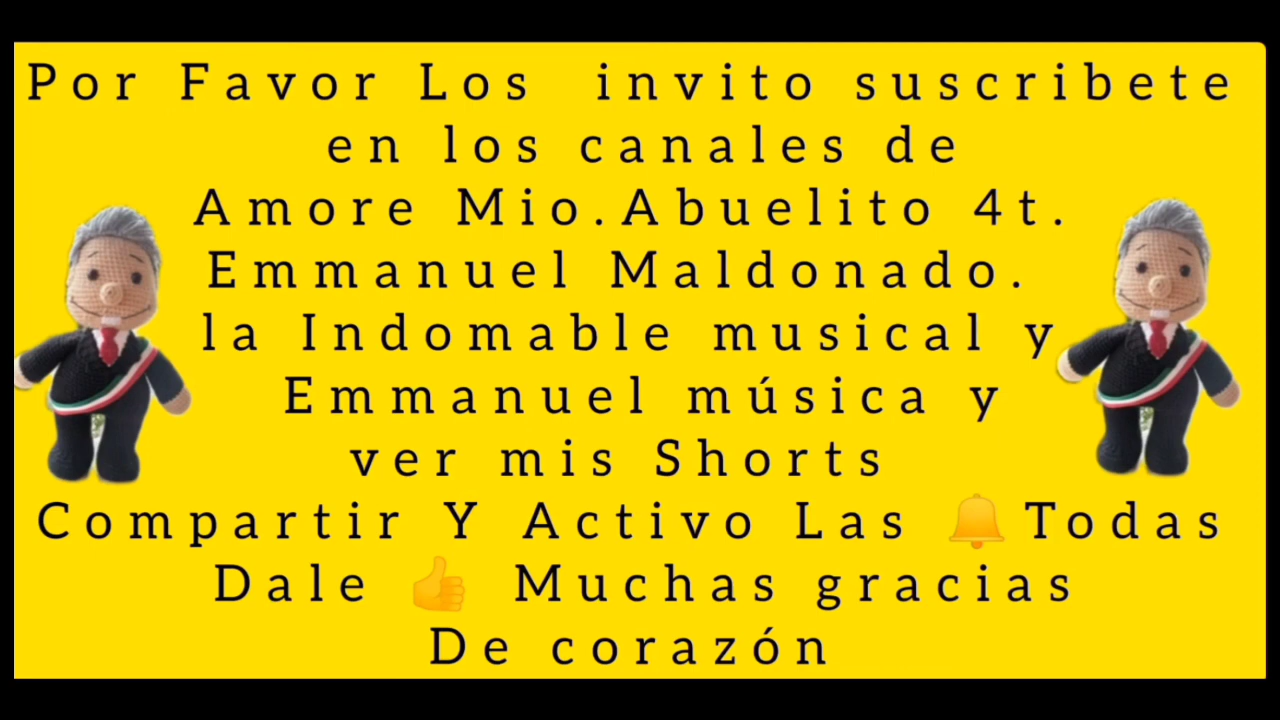 Por Favor Los invito suscribete
en los canales de
Amore Mio.Abuelito 4t.
Emmanuel Maldonado.
la Indomable musical y
Emmanuel música y
ver mis Shorts
Compartir Y Activo Las 🔔Todas
Dale 👍 Muchas gracias
De corazón